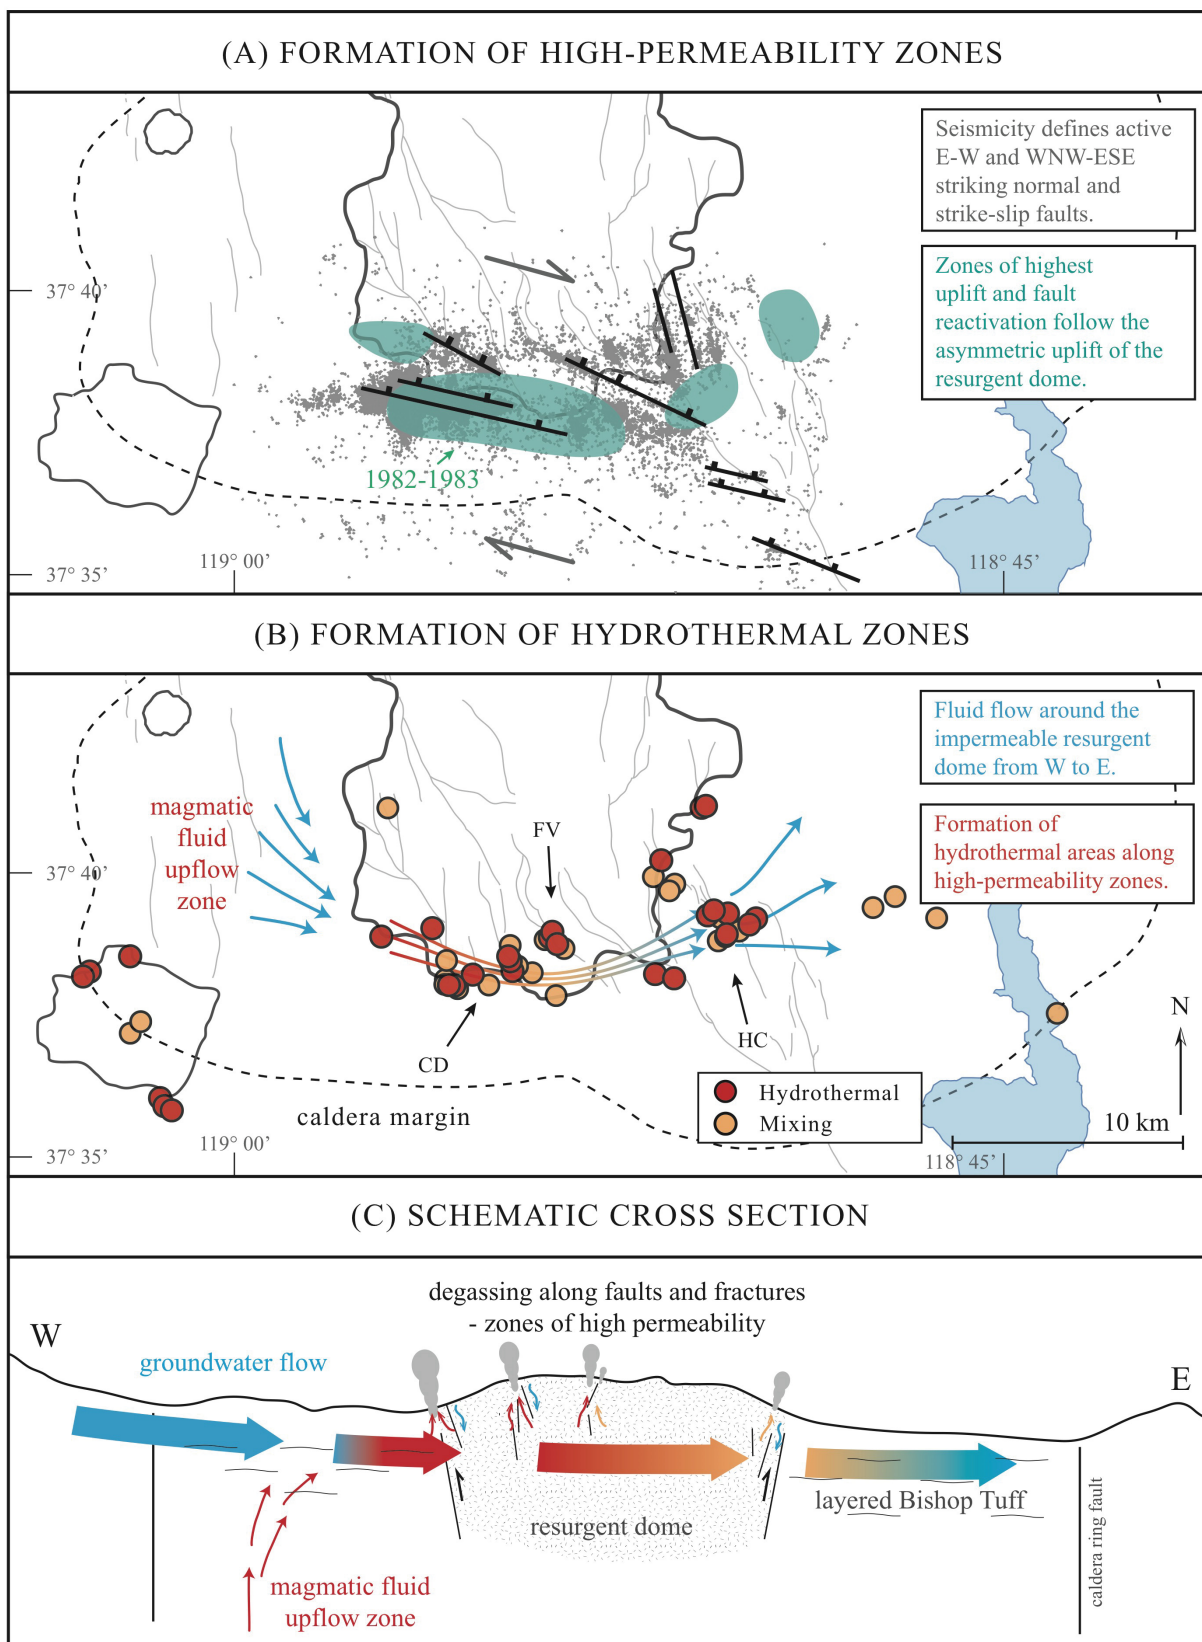 (A) FORMATION OF HIGH-PERMEABILITY ZONES
Seismicity defines active
E-W and WNW-ESE
striking normal and
strike-slip faults.
Zones of highest
uplift and fault
reactivation follow the
asymmetric uplift of the
resurgent dome.
37° 40'
1982-1983
119° 00'
118° 45'
37° 35'
(B) FORMATION OF HYDROTHERMAL ZONES
Fluid flow around the
impermeable resurgent
dome from W to E.
Formation of
hydrothermal areas along
high-permeability zones.
magmatic
fluid
upflow
zone
FV
37° 40'
CD
HC
N
Hydrothermal
Mixing
caldera margin
10 km
119° 00'
118° 45'
37° 35'
(C) SCHEMATIC CROSS SECTION
degassing along faults and fractures
- zones of high permeability
W
E
groundwater flow
layered Bishop Tuff
resurgent dome
caldera ring fault
magmatic fluid
upflow zone